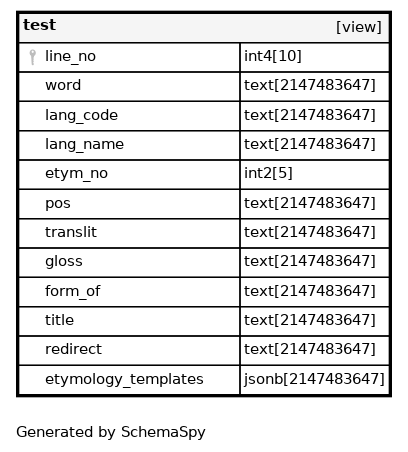 test [view]
line_no int4[10]
word text[2147483647]
lang_code text[2147483647]
lang_name text[2147483647]
etym_no int2[5]
pos text[2147483647]
translit text[2147483647]
gloss text[2147483647]
form_of text[2147483647]
title text[2147483647]
redirect text[2147483647]
etymology_templates jsonb[2147483647]
Generated by SchemaSpy